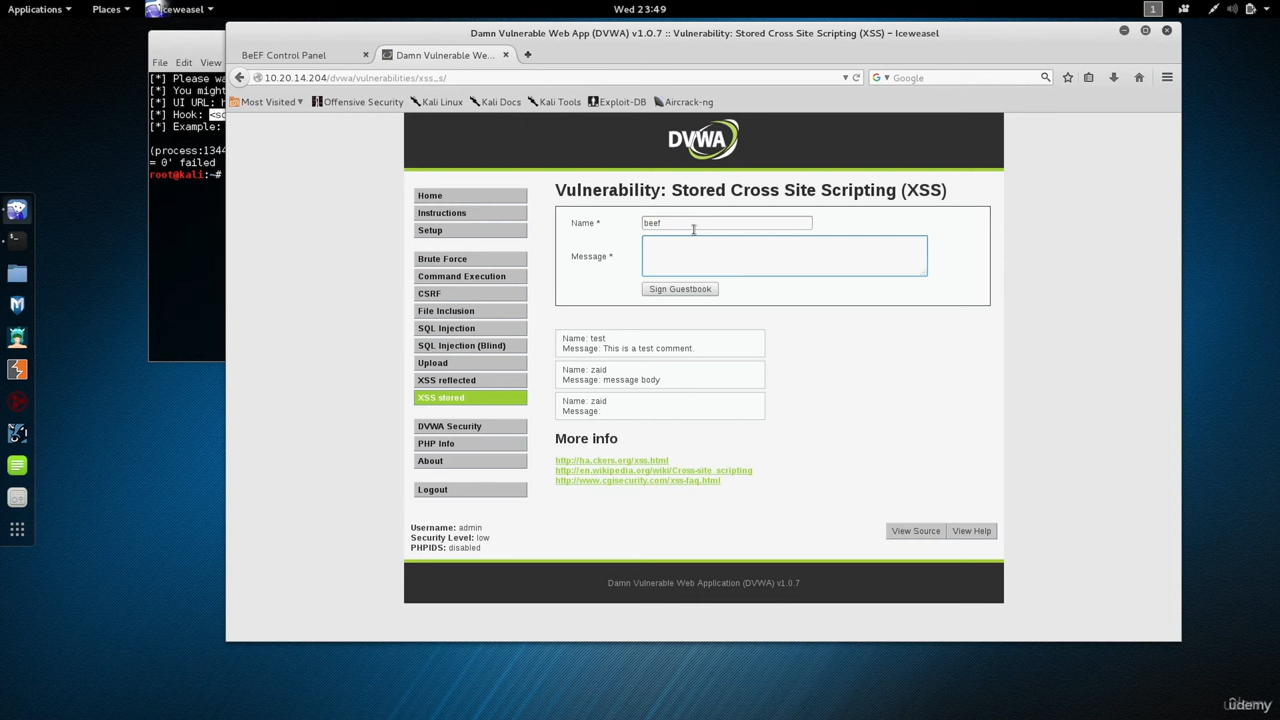 Applications ▾ Places ▾ Iceweasel ▾ Wed 23:49 1
Damn Vulnerable Web App (DVWA) v1.0.7 :: Vulnerability: Stored Cross Site Scripting (XSS) - Iceweasel
File Edit View
BeEF Control Panel × Damn Vulnerable We... ×
10.20.14.204/dvwa/vulnerabilities/xss_s/ Google
Most Visited ▾ Offensive Security Kali Linux Kali Docs Kali Tools Exploit-DB Aircrack-ng
[*] Please wa
[*] You might
[*] UI URL: h
[*] Hook: <sc
[*] Example:
(process:1344
= 0' failed
root@kali:~#
DVWA
Home
Instructions
Setup
Brute Force
Command Execution
CSRF
File Inclusion
SQL Injection
SQL Injection (Blind)
Upload
XSS reflected
XSS stored
DVWA Security
PHP Info
About
Logout
Vulnerability: Stored Cross Site Scripting (XSS)
Name * beef
Message *
Sign Guestbook
Name: test
Message: This is a test comment.
Name: zaid
Message: message body
Name: zaid
Message:
More info
http://ha.ckers.org/xss.html
http://en.wikipedia.org/wiki/Cross-site_scripting
http://www.cgisecurity.com/xss-faq.html
Username: admin
Security Level: low
PHPIDS: disabled
View Source View Help
Damn Vulnerable Web Application (DVWA) v1.0.7
ûdemy